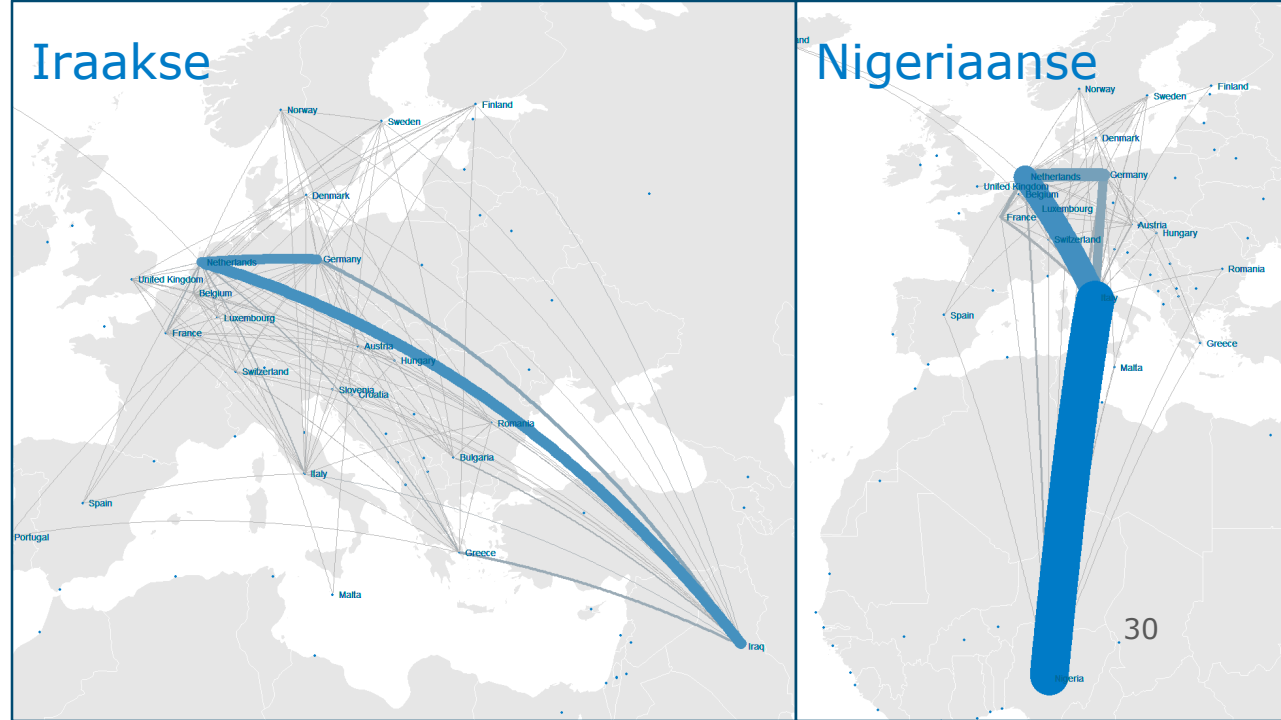 Iraakse
Norway
Finland
Sweden
Denmark
Netherlands
Germany
United Kingdom
Belgium
Luxembourg
France
Austria
Hungary
Switzerland
Slovenia
Croatia
Romania
Bulgaria
Italy
Spain
Portugal
Greece
Malta
Iraq
Nigeriaanse
nd
Norway
Finland
Sweden
Denmark
Netherlands
Germany
United Kingdom
Belgium
Luxembourg
France
Austria
Hungary
Switzerland
Romania
Italy
Spain
Greece
Malta
30
Nigeria